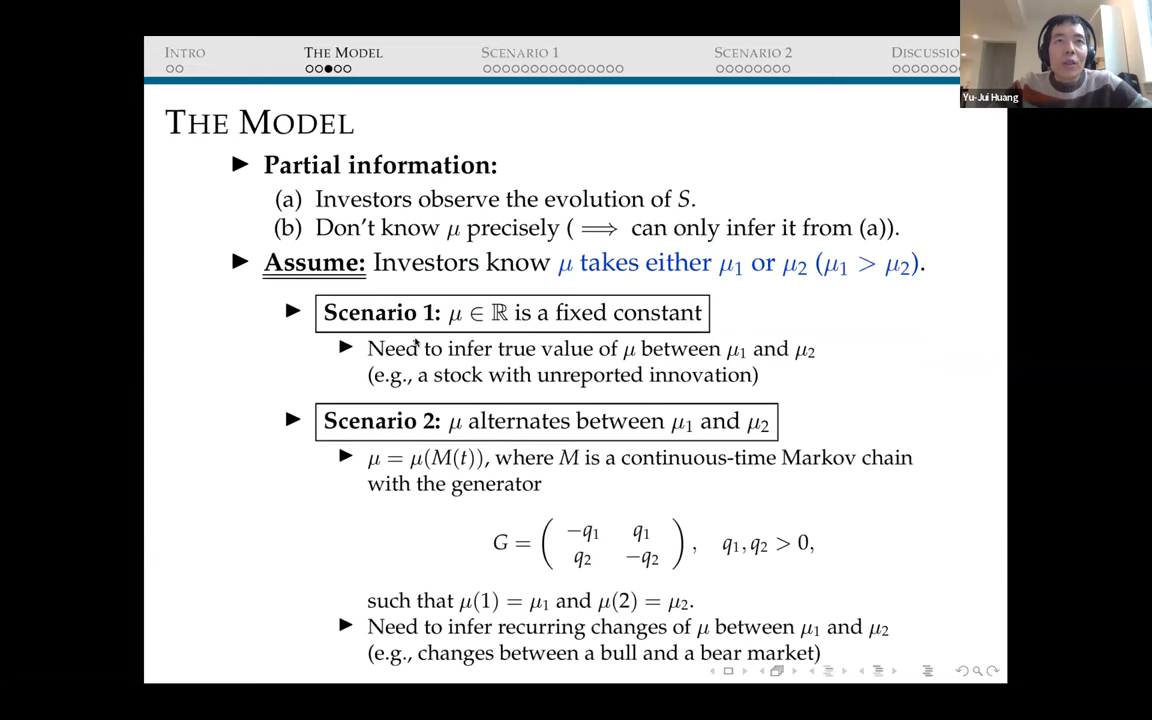 INTRO
THE MODEL
SCENARIO 1
SCENARIO 2
DISCUSSIO
Yu-Jui Huang
THE MODEL
▶ Partial information:
(a) Investors observe the evolution of S.
(b) Don't know μ precisely ( ⟹ can only infer it from (a)).
▶ Assume: Investors know μ takes either μ₁ or μ₂ (μ₁ > μ₂).
▶ Scenario 1: μ ∈ ℝ is a fixed constant
▶ Need to infer true value of μ between μ₁ and μ₂
(e.g., a stock with unreported innovation)
▶ Scenario 2: μ alternates between μ₁ and μ₂
▶ μ = μ(M(t)), where M is a continuous-time Markov chain
with the generator
G = ( −q₁ q₁
q₂ −q₂ ), q₁, q₂ > 0,
such that μ(1) = μ₁ and μ(2) = μ₂.
▶ Need to infer recurring changes of μ between μ₁ and μ₂
(e.g., changes between a bull and a bear market)